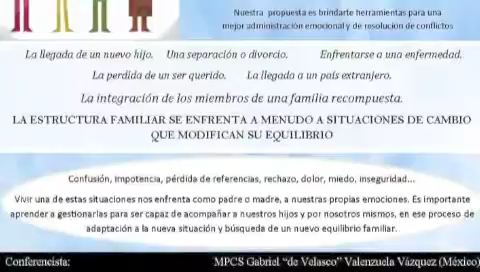 Nuestra propuesta es brindarte herramientas para una
mejor administración emocional y de resolución de conflictos
La llegada de un nuevo hijo. Una separación o divorcio. Enfrentarse a una enfermedad.
La perdida de un ser querido. La llegada a un país extranjero.
La integración de los miembros de una familia recompuesta.
LA ESTRUCTURA FAMILIAR SE ENFRENTA A MENUDO A SITUACIONES DE CAMBIO
QUE MODIFICAN SU EQUILIBRIO
Confusión, impotencia, pérdida de referencias, rechazo, dolor, miedo, inseguridad...
Vivir una de estas situaciones nos enfrenta como padre o madre, a nuestras propias emociones. Es importante
aprender a gestionarlas para ser capaz de acompañar a nuestros hijos y por nosotros mismos, en ese proceso de
adaptación a la nueva situación y búsqueda de un nuevo equilibrio familiar.
Conferencista: MPCS Gabriel “de Velasco” Valenzuela Vázquez (México)